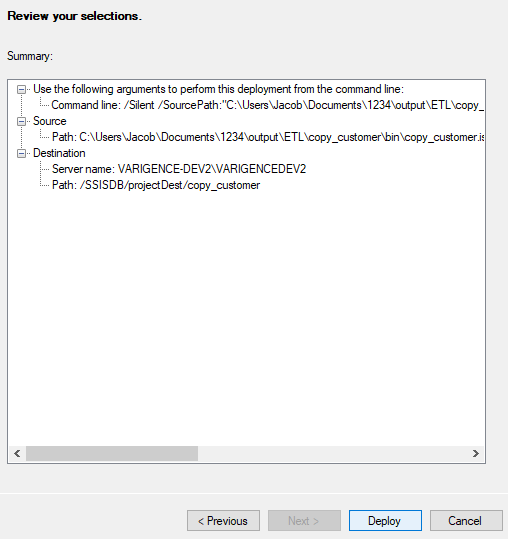 Review your selections.
Summary:
Use the following arguments to perform this deployment from the command line:
Command line: /Silent /SourcePath:"C:\Users\Jacob\Documents\1234\output\ETL\copy_
Source
Path: C:\Users\Jacob\Documents\1234\output\ETL\copy_customer\bin\copy_customer.is
Destination
Server name: VARIGENCE-DEV2\VARIGENCEDEV2
Path: /SSISDB/projectDest/copy_customer
< Previous Next > Deploy Cancel